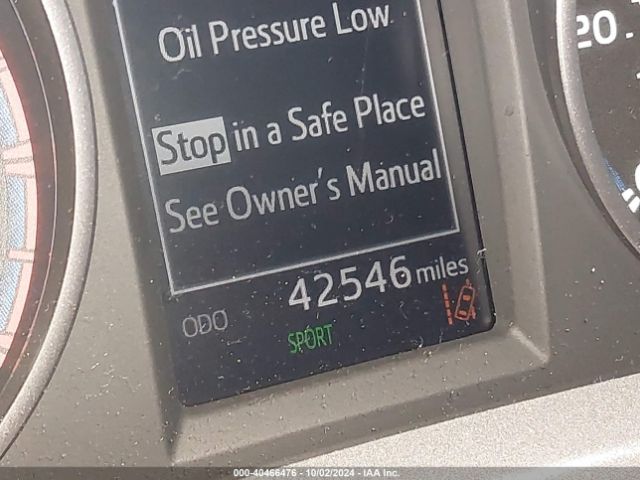 Oil Pressure Low
Stop in a Safe Place
See Owner's Manual
20
42546 miles
ODO
SPORT
000-40466476 - 10/02/2024 - IAA Inc.